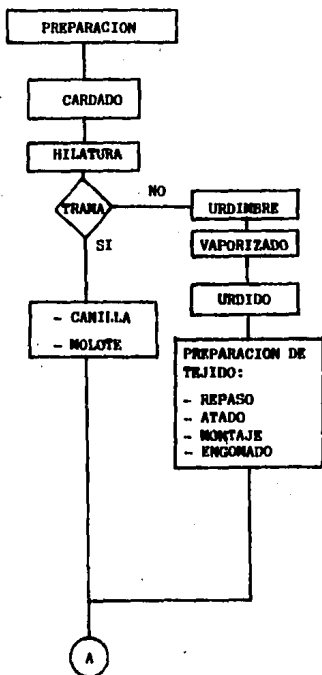 PREPARACION
CARDADO
HILATURA
TRAMA
NO
URDIMBRE
SI
VAPORIZADO
URDIDO
- CANILLA
- MOLOTE
PREPARACION DE
TEJIDO:
- REPASO
- ATADO
- MONTAJE
- ENGOMADO
A